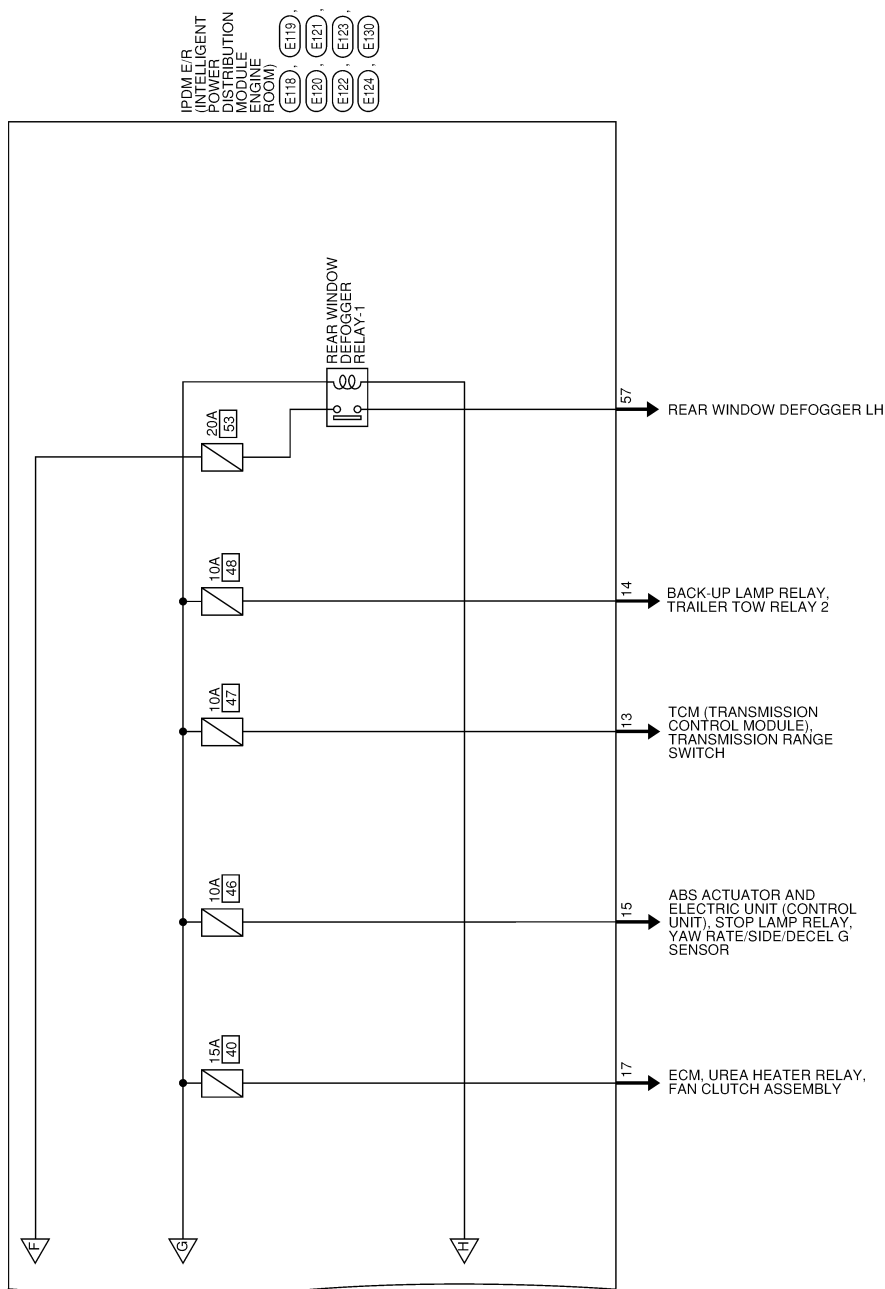 IPDM E/R
(INTELLIGENT
POWER
DISTRIBUTION
MODULE
ENGINE
ROOM)
E118, E119,
E120, E121,
E122, E123,
E124, E130
REAR WINDOW
DEFOGGER
RELAY-1
20A
53
57
REAR WINDOW DEFOGGER LH
10A
48
14
BACK-UP LAMP RELAY,
TRAILER TOW RELAY 2
10A
47
13
TCM (TRANSMISSION
CONTROL MODULE),
TRANSMISSION RANGE
SWITCH
10A
46
15
ABS ACTUATOR AND
ELECTRIC UNIT (CONTROL
UNIT), STOP LAMP RELAY,
YAW RATE/SIDE/DECEL G
SENSOR
15A
40
17
ECM, UREA HEATER RELAY,
FAN CLUTCH ASSEMBLY
F
G
H